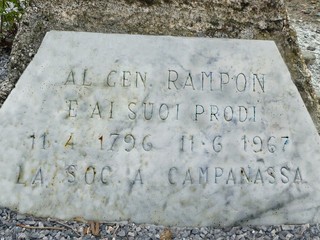 AL GEN. RAMPON
E AI SUOI PRODI
11·4·1796 11·6·1967
LA SOC. A CAMPANASSA